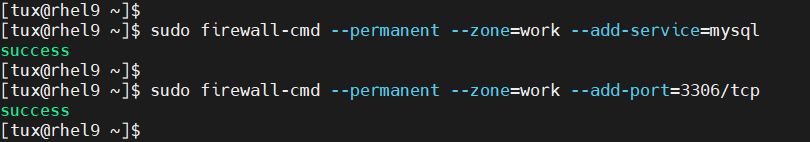 [tux@rhel9 ~]$
[tux@rhel9 ~]$ sudo firewall-cmd --permanent --zone=work --add-service=mysql
success
[tux@rhel9 ~]$
[tux@rhel9 ~]$ sudo firewall-cmd --permanent --zone=work --add-port=3306/tcp
success
[tux@rhel9 ~]$